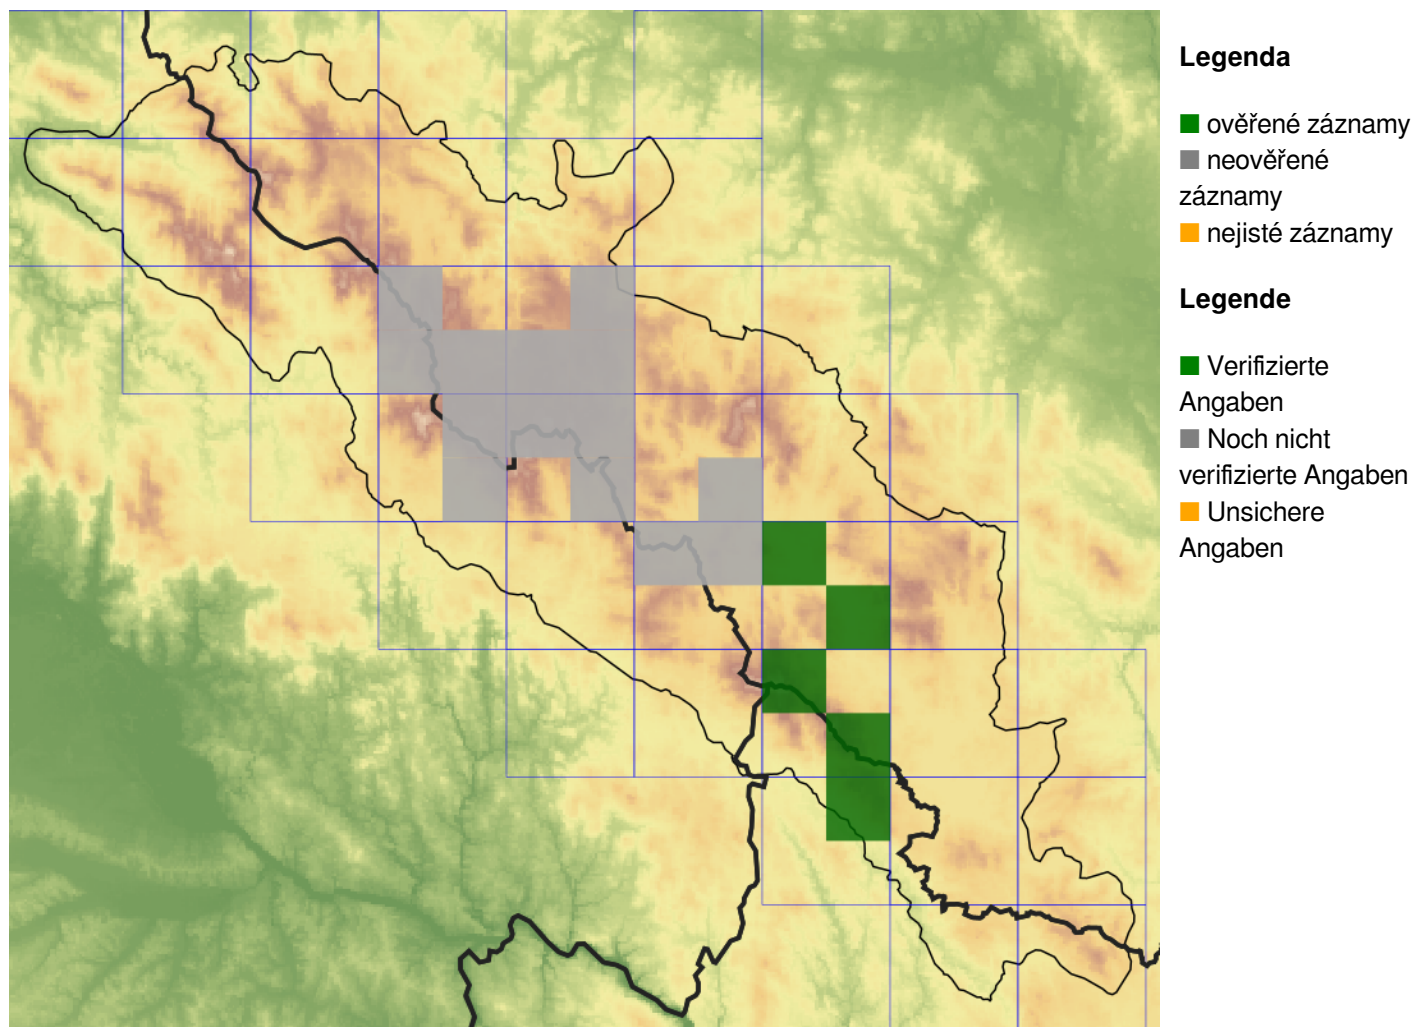 Legenda
ověřené záznamy
neověřené
záznamy
nejisté záznamy
Legende
Verifizierte
Angaben
Noch nicht
verifizierte Angaben
Unsichere
Angaben